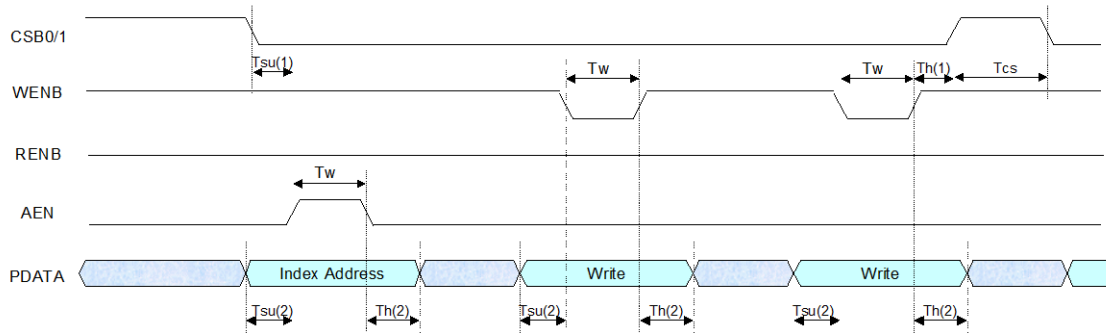 CSB0/1
Tsu(1)
Tw
Tw
Th(1)
Tcs
WENB
RENB
Tw
AEN
PDATA
Index Address
Write
Write
Tsu(2)
Th(2)
Tsu(2)
Th(2)
Tsu(2)
Th(2)